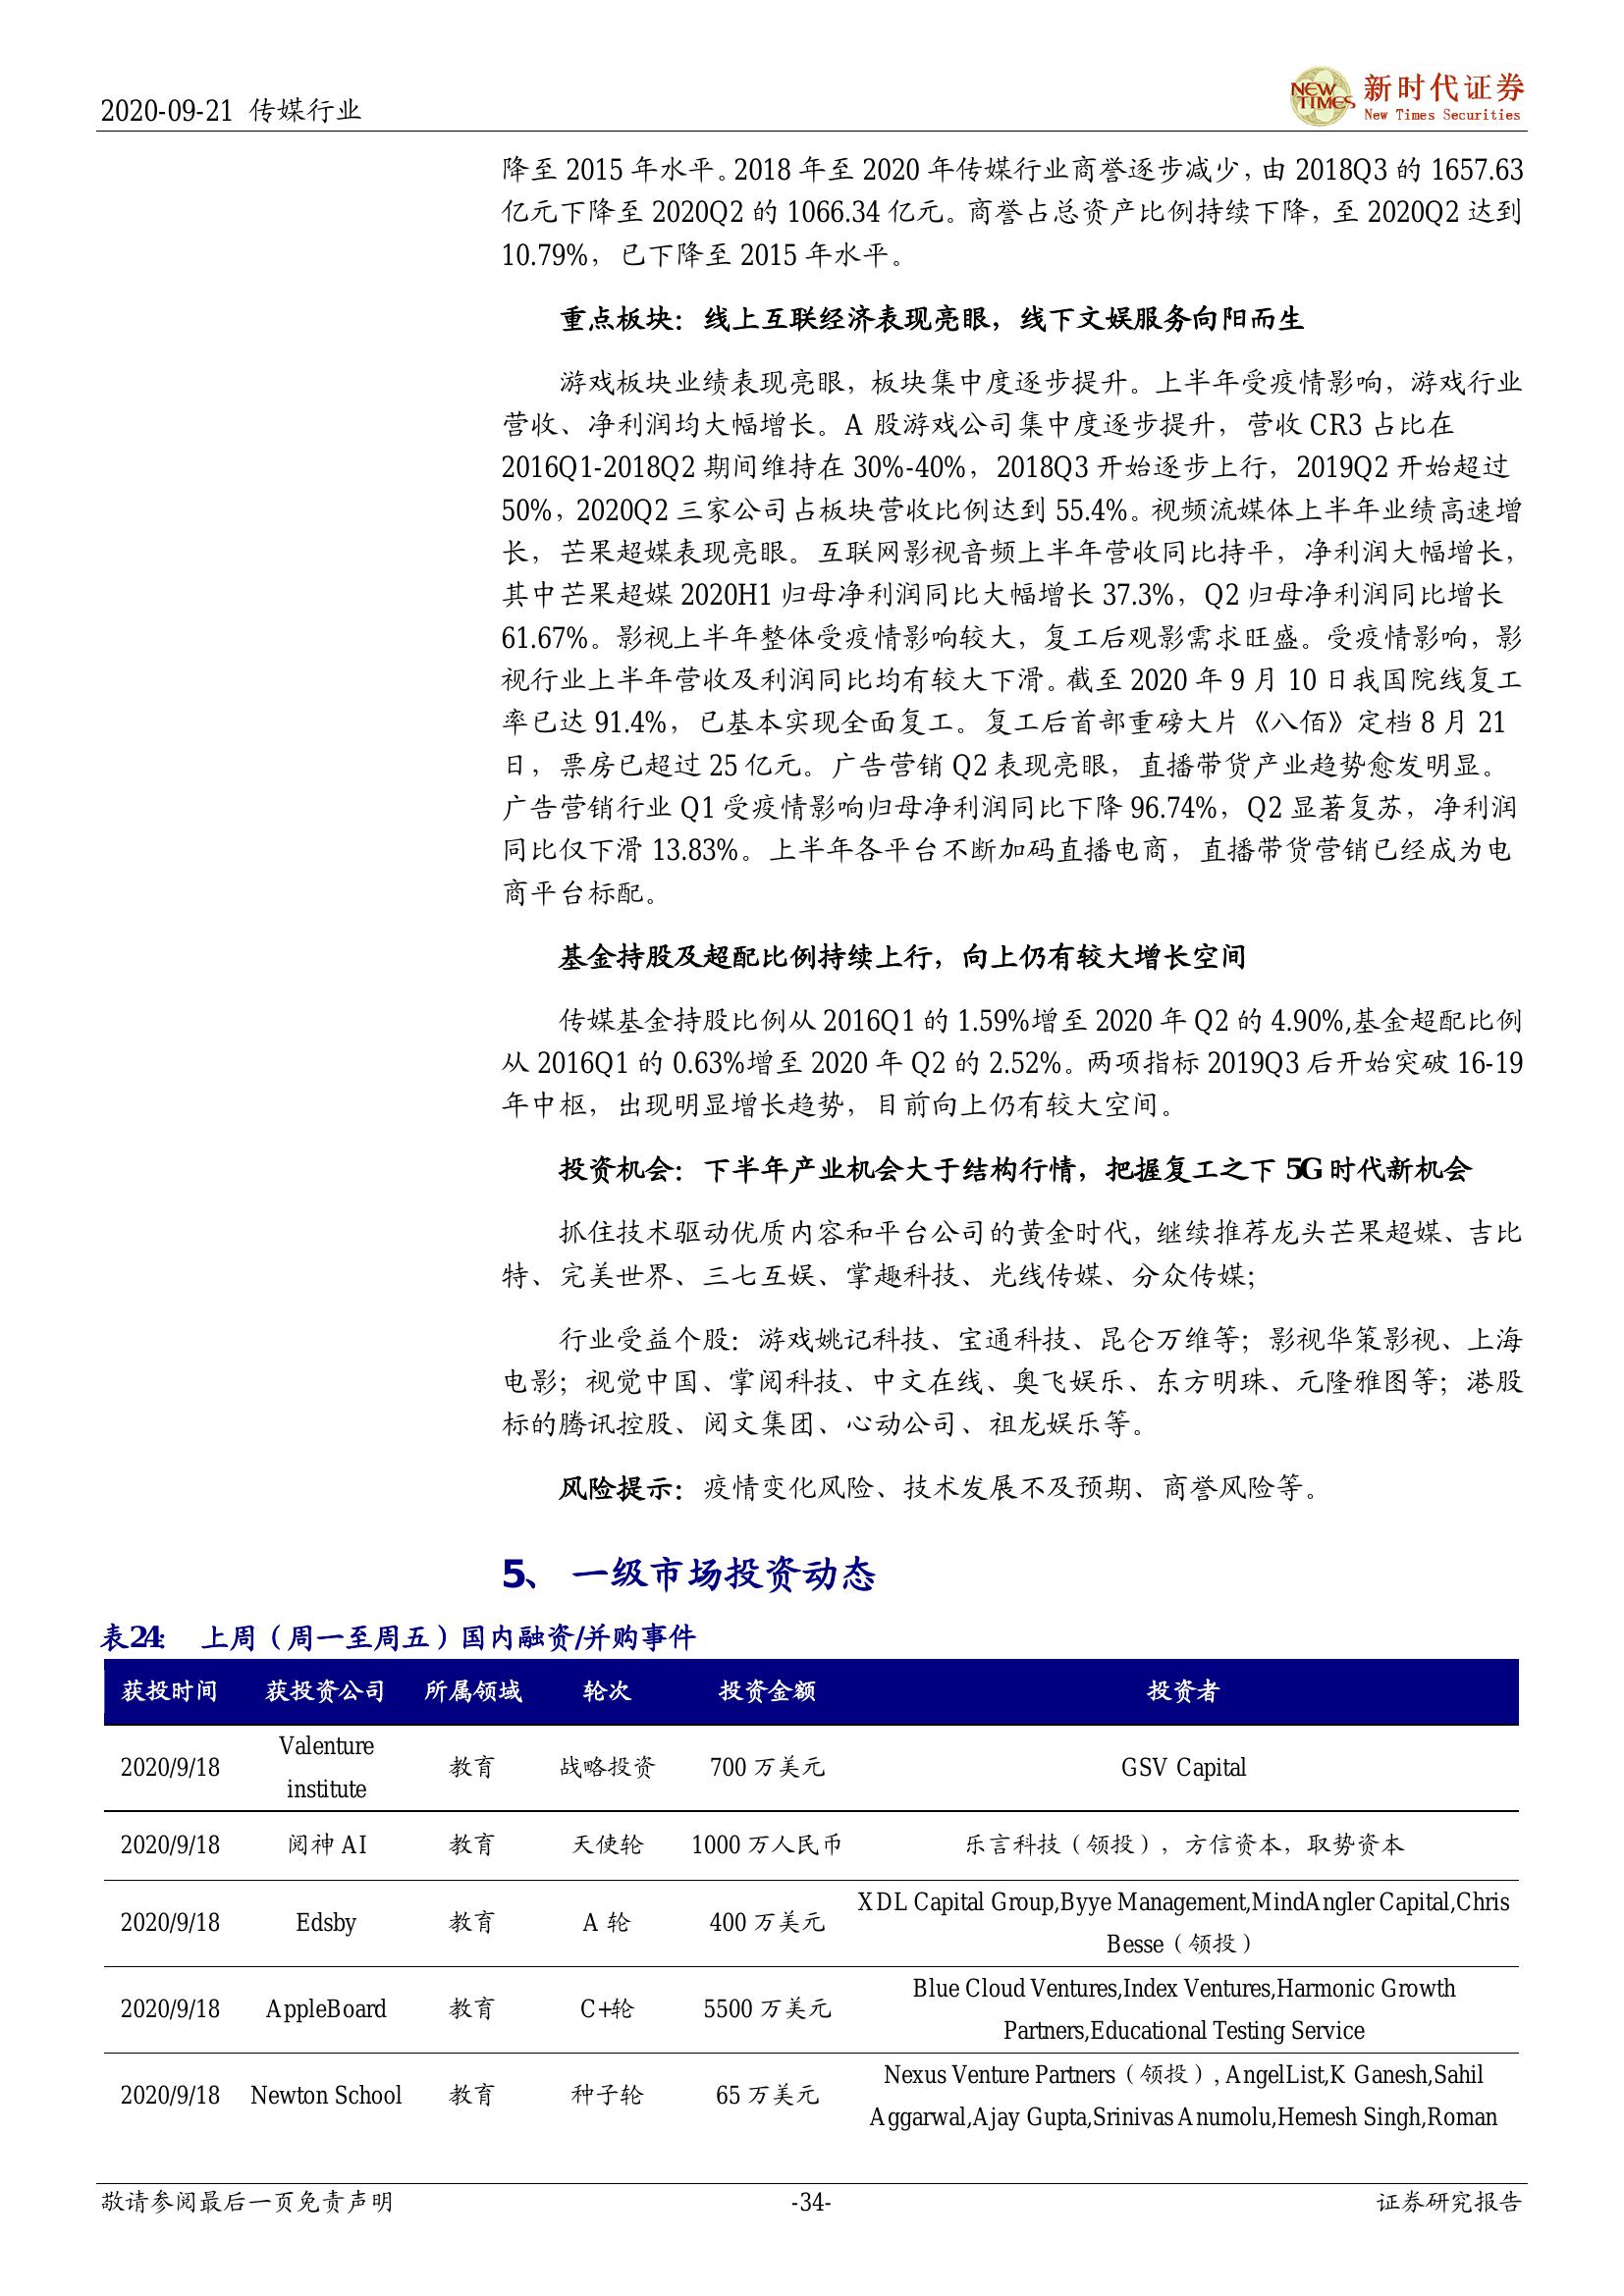 2020-09-21 传媒行业
NEW TIMES 新时代证券
New Times Securities
降至 2015 年水平。2018 年至 2020 年传媒行业商誉逐步减少，由 2018Q3 的 1657.63
亿元下降至 2020Q2 的 1066.34 亿元。商誉占总资产比例持续下降，至 2020Q2 达到
10.79%，已下降至 2015 年水平。
重点板块：线上互联经济表现亮眼，线下文娱服务向阳而生
游戏板块业绩表现亮眼，板块集中度逐步提升。上半年受疫情影响，游戏行业
营收、净利润均大幅增长。A 股游戏公司集中度逐步提升，营收 CR3 占比在
2016Q1-2018Q2 期间维持在 30%-40%，2018Q3 开始逐步上行，2019Q2 开始超过
50%，2020Q2 三家公司占板块营收比例达到 55.4%。视频流媒体上半年业绩高速增
长，芒果超媒表现亮眼。互联网影视音频上半年营收同比持平，净利润大幅增长，
其中芒果超媒 2020H1 归母净利润同比大幅增长 37.3%，Q2 归母净利润同比增长
61.67%。影视上半年整体受疫情影响较大，复工后观影需求旺盛。受疫情影响，影
视行业上半年营收及利润同比均有较大下滑。截至 2020 年 9 月 10 日我国院线复工
率已达 91.4%，已基本实现全面复工。复工后首部重磅大片《八佰》定档 8 月 21
日，票房已超过 25 亿元。广告营销 Q2 表现亮眼，直播带货产业趋势愈发明显。
广告营销行业 Q1 受疫情影响归母净利润同比下降 96.74%，Q2 显著复苏，净利润
同比仅下滑 13.83%。上半年各平台不断加码直播电商，直播带货营销已经成为电
商平台标配。
基金持股及超配比例持续上行，向上仍有较大增长空间
传媒基金持股比例从 2016Q1 的 1.59%增至 2020 年 Q2 的 4.90%,基金超配比例
从 2016Q1 的 0.63%增至 2020 年 Q2 的 2.52%。两项指标 2019Q3 后开始突破 16-19
年中枢，出现明显增长趋势，目前向上仍有较大空间。
投资机会：下半年产业机会大于结构行情，把握复工之下 5G 时代新机会
抓住技术驱动优质内容和平台公司的黄金时代，继续推荐龙头芒果超媒、吉比
特、完美世界、三七互娱、掌趣科技、光线传媒、分众传媒；
行业受益个股：游戏姚记科技、宝通科技、昆仑万维等；影视华策影视、上海
电影；视觉中国、掌阅科技、中文在线、奥飞娱乐、东方明珠、元隆雅图等；港股
标的腾讯控股、阅文集团、心动公司、祖龙娱乐等。
风险提示：疫情变化风险、技术发展不及预期、商誉风险等。
5、 一级市场投资动态
表24： 上周（周一至周五）国内融资/并购事件
获投时间 获投资公司 所属领域 轮次 投资金额 投资者
2020/9/18 Valenture institute 教育 战略投资 700 万美元 GSV Capital
2020/9/18 阅神 AI 教育 天使轮 1000 万人民币 乐言科技（领投），方信资本，取势资本
2020/9/18 Edsby 教育 A 轮 400 万美元 XDL Capital Group,Byye Management,MindAngler Capital,Chris
Besse（领投）
2020/9/18 AppleBoard 教育 C+轮 5500 万美元 Blue Cloud Ventures,Index Ventures,Harmonic Growth
Partners,Educational Testing Service
2020/9/18 Newton School 教育 种子轮 65 万美元 Nexus Venture Partners（领投）, AngelList,K Ganesh,Sahil
Aggarwal,Ajay Gupta,Srinivas Anumolu,Hemesh Singh,Roman
敬请参阅最后一页免责声明 -34- 证券研究报告